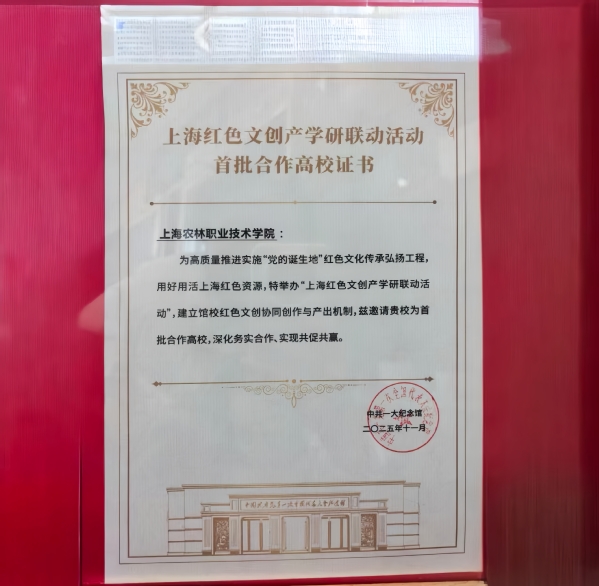 上海红色文创产学研联动活动
首批合作高校证书
上海农林职业技术学院：
为高质量推进实施“党的诞生地”红色文化传承弘扬工程，
用好用活上海红色资源，特举办“上海红色文创产学研联动活
动”，建立馆校红色文创协同创作与产出机制，兹邀请贵校为首
批合作高校，深化务实合作、实现共促共赢。
中共一大纪念馆
二〇二五年十一月